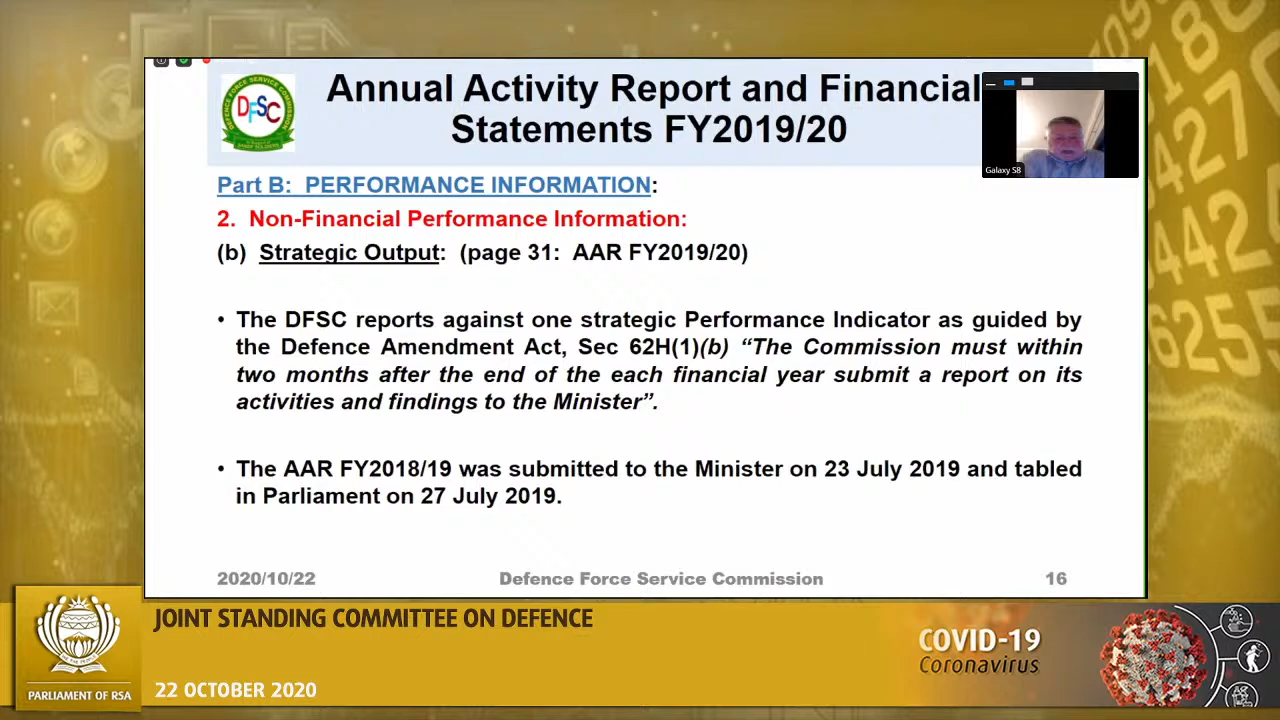 Annual Activity Report and Financial
Statements FY2019/20
DFSC
DEFENCE FORCE SERVICE COMMISSION
Galaxy S8
Part B: PERFORMANCE INFORMATION:
2. Non-Financial Performance Information:
(b) Strategic Output: (page 31: AAR FY2019/20)
• The DFSC reports against one strategic Performance Indicator as guided by
the Defence Amendment Act, Sec 62H(1)(b) “The Commission must within
two months after the end of the each financial year submit a report on its
activities and findings to the Minister”.
• The AAR FY2018/19 was submitted to the Minister on 23 July 2019 and tabled
in Parliament on 27 July 2019.
2020/10/22
Defence Force Service Commission
16
JOINT STANDING COMMITTEE ON DEFENCE
22 OCTOBER 2020
PARLIAMENT OF RSA
COVID-19
Coronavirus